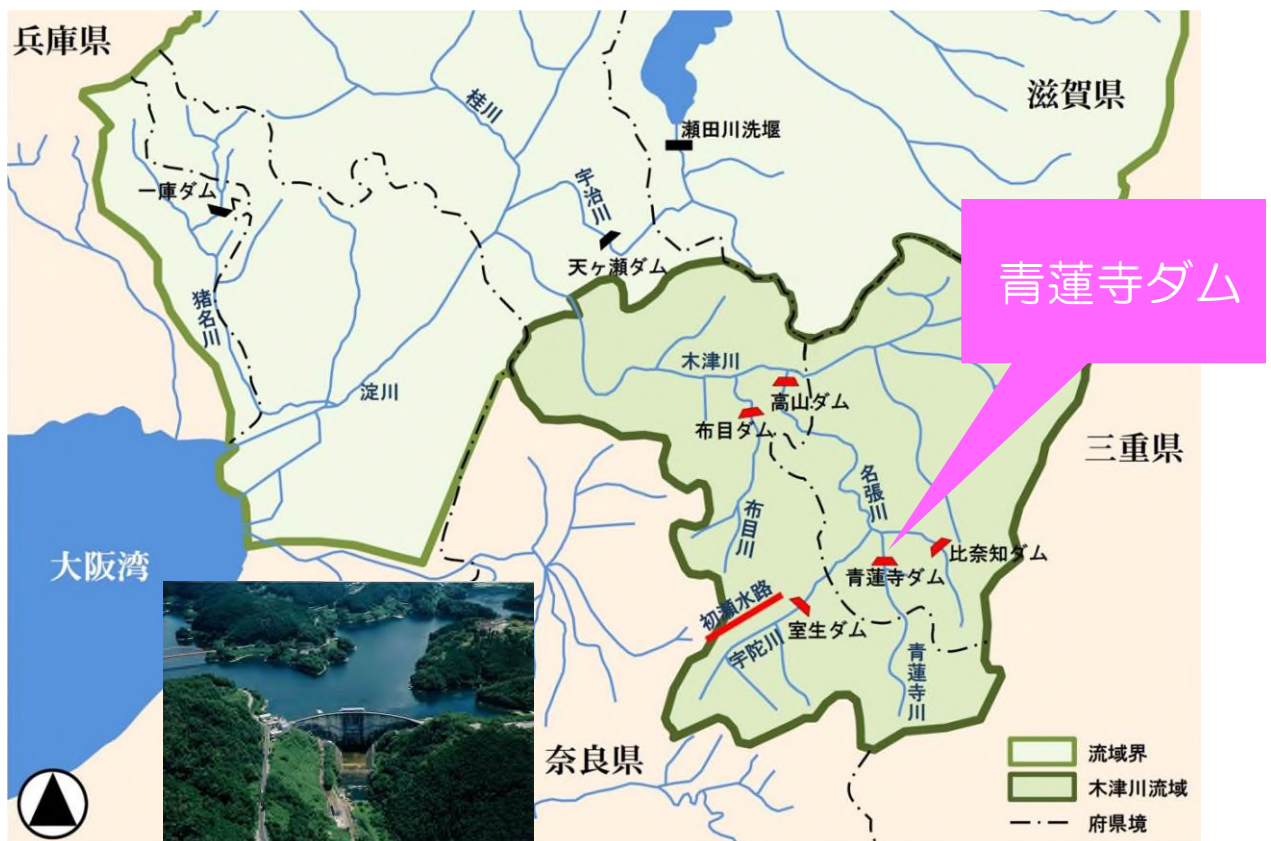 兵庫県
滋賀県
桂川
瀬田川洗堰
一庫ダム
宇治川
天ヶ瀬ダム
青蓮寺ダム
猪名川
淀川
木津川
高山ダム
布目ダム
三重県
名張川
布目川
比奈知ダム
大阪湾
青蓮寺ダム
初瀬水路
室生ダム
宇陀川
青蓮寺川
奈良県
流域界
木津川流域
府県境